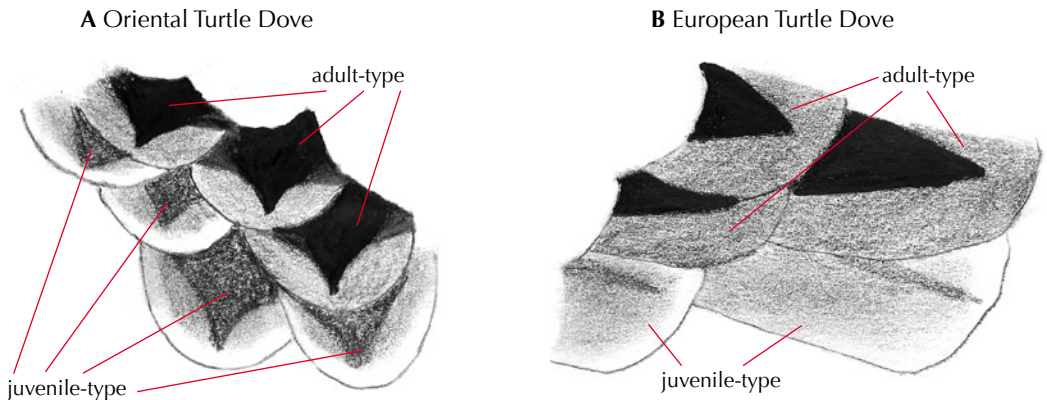 A Oriental Turtle Dove
B European Turtle Dove
adult-type
adult-type
juvenile-type
juvenile-type